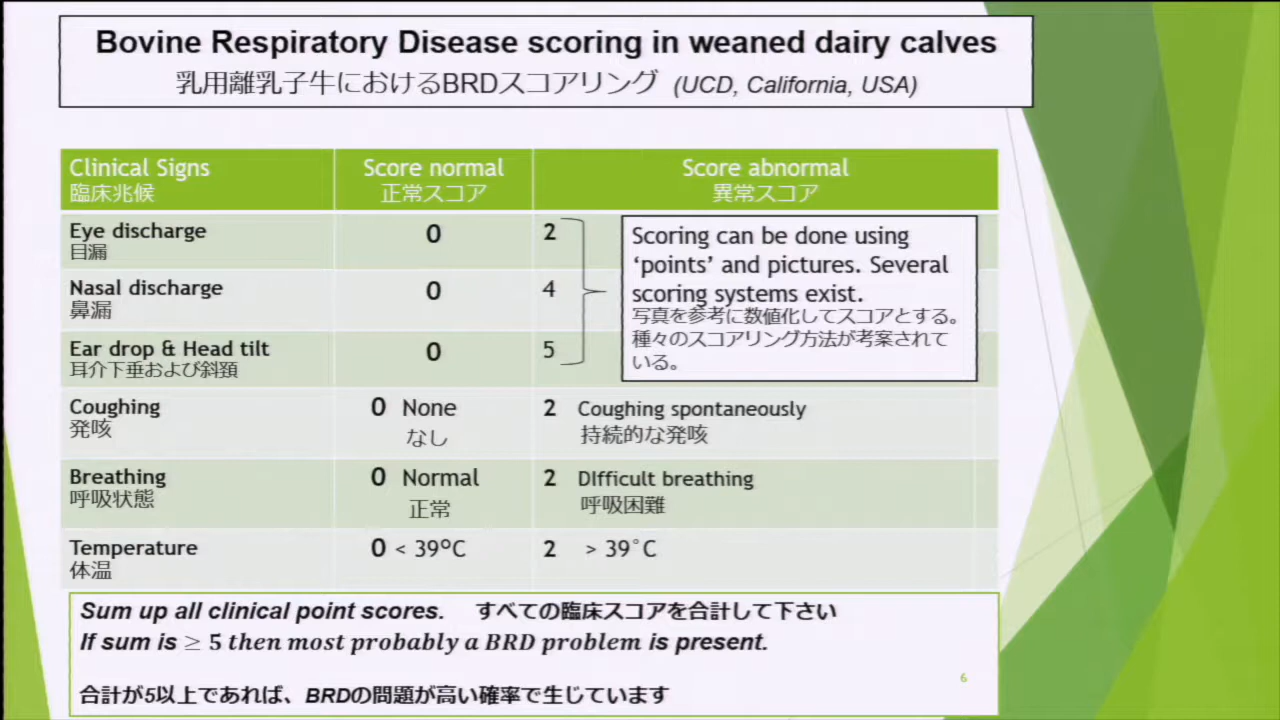 Bovine Respiratory Disease scoring in weaned dairy calves
乳用離乳子牛におけるBRDスコアリング (UCD, California, USA)
Clinical Signs
臨床兆候
Score normal
正常スコア
Score abnormal
異常スコア
Eye discharge
目漏
0
2
Nasal discharge
鼻漏
0
4
Ear drop & Head tilt
耳介下垂および斜頚
0
5
Scoring can be done using
‘points’ and pictures. Several
scoring systems exist.
写真を参考に数値化してスコアとする。
種々のスコアリング方法が考案されて
いる。
Coughing
発咳
0 None
なし
2 Coughing spontaneously
持続的な発咳
Breathing
呼吸状態
0 Normal
正常
2 DIfficult breathing
呼吸困難
Temperature
体温
0 < 39ºC
2 > 39°C
Sum up all clinical point scores. すべての臨床スコアを合計して下さい
If sum is ≥ 5 then most probably a BRD problem is present.
合計が5以上であれば、BRDの問題が高い確率で生じています
6